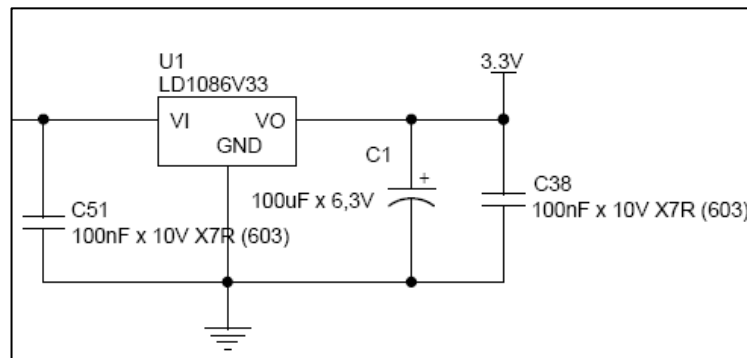 U1
LD1086V33
3.3V
VI
VO
GND
C1
+
100uF x 6,3V
C38
100nF x 10V X7R (603)
C51
100nF x 10V X7R (603)